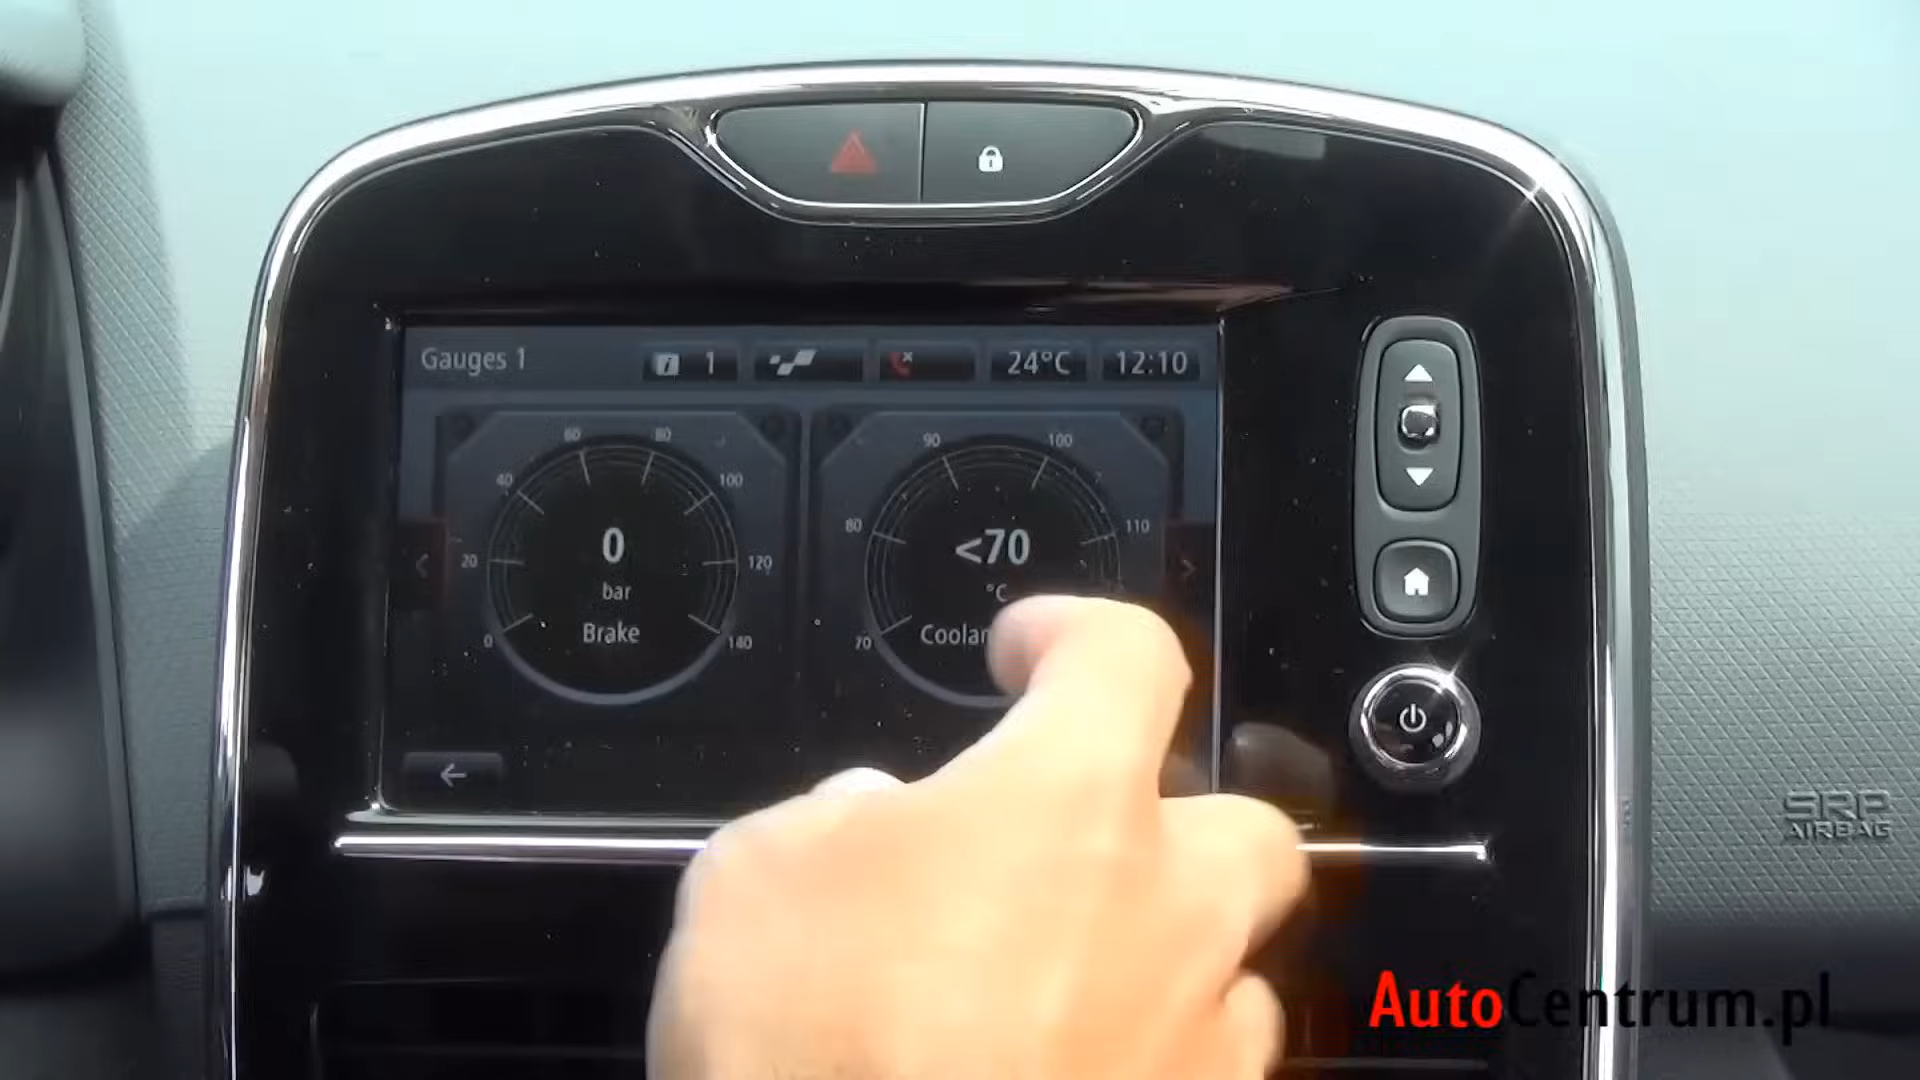 Gauges 1
i 1
24°C
12:10
60 80
40 100
20 120
0 140
0
bar
Brake
90 100
80 110
70
<70
°C
Coolan
SRP
AIRBAG
AutoCentrum.pl